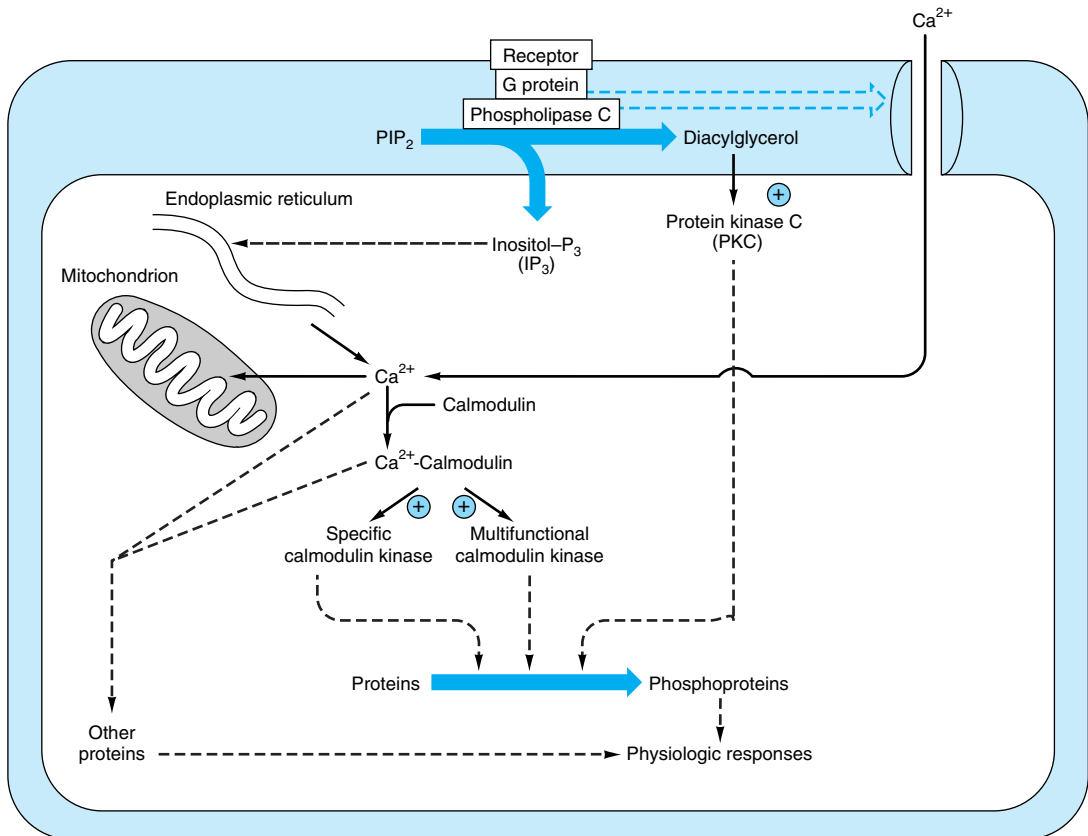 Ca²⁺
Receptor
G protein
Phospholipase C
PIP₂
Diacylglycerol
+
Endoplasmic reticulum
Protein kinase C
(PKC)
Inositol–P₃
(IP₃)
Mitochondrion
Ca²⁺
Calmodulin
Ca²⁺-Calmodulin
+
+
Specific
calmodulin kinase
Multifunctional
calmodulin kinase
Proteins
Phosphoproteins
Other
proteins
Physiologic responses